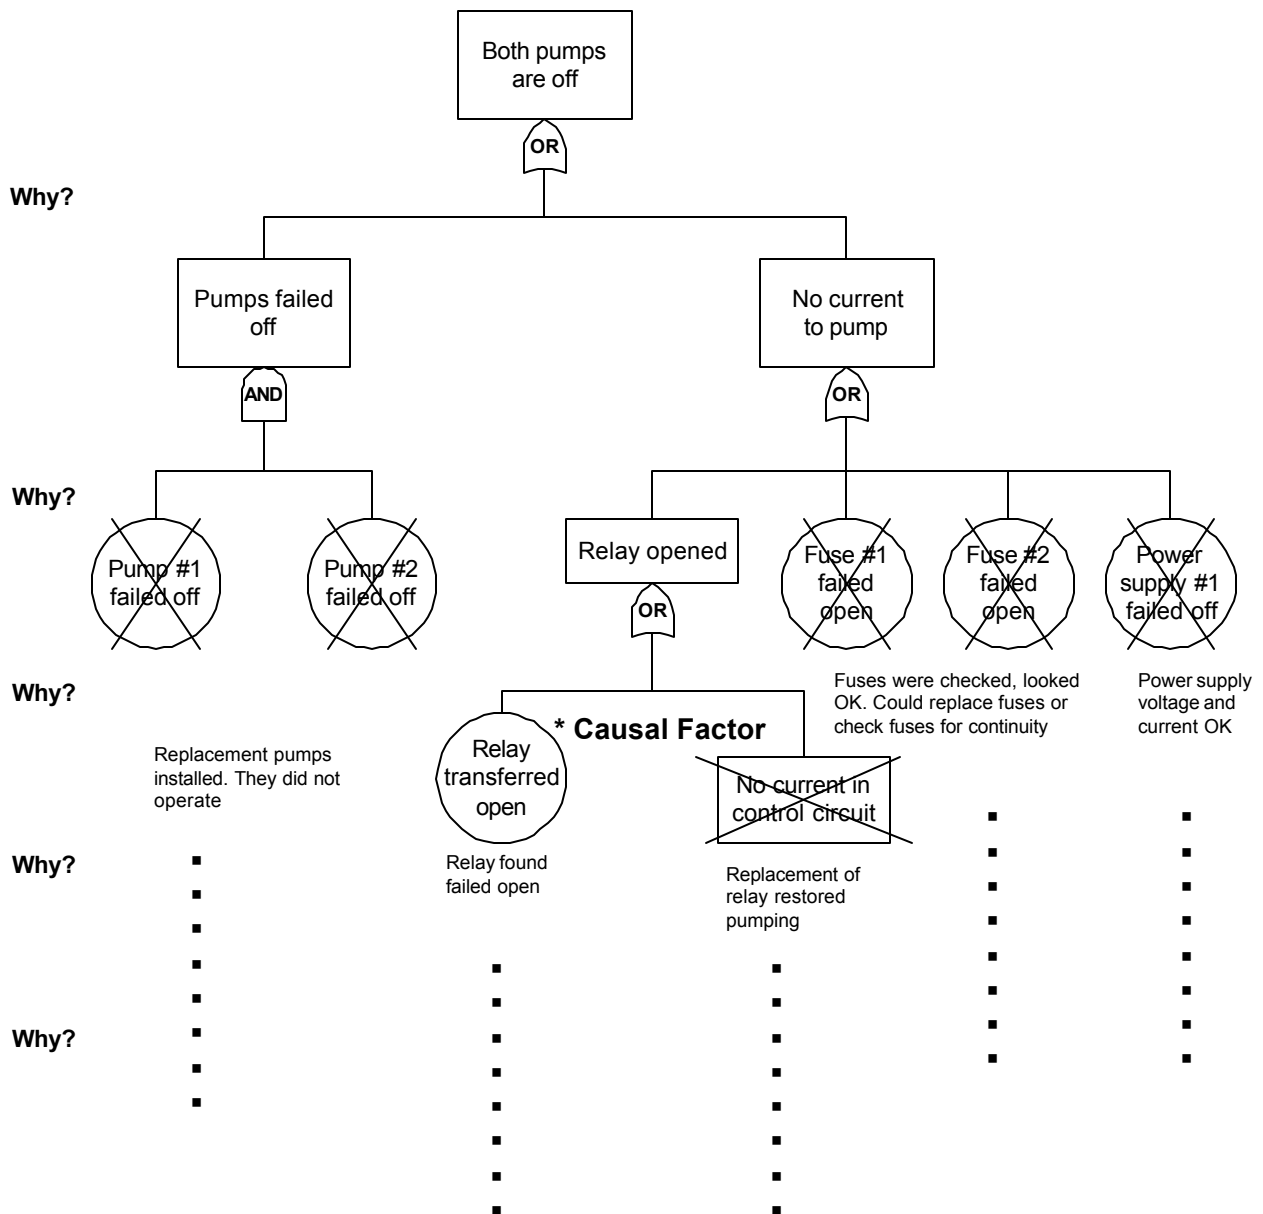 Both pumps
are off
OR
Why?
Pumps failed
off
No current
to pump
AND
OR
Why?
Pump #1
failed off
Pump #2
failed off
Relay opened
Fuse #1
failed
open
Fuse #2
failed
open
Power
supply #1
failed off
OR
Why?
Fuses were checked, looked
OK. Could replace fuses or
check fuses for continuity
Power supply
voltage and
current OK
* Causal Factor
Replacement pumps
installed. They did not
operate
Relay
transferred
open
No current in
control circuit
Why?
Relay found
failed open
Replacement of
relay restored
pumping
Why?